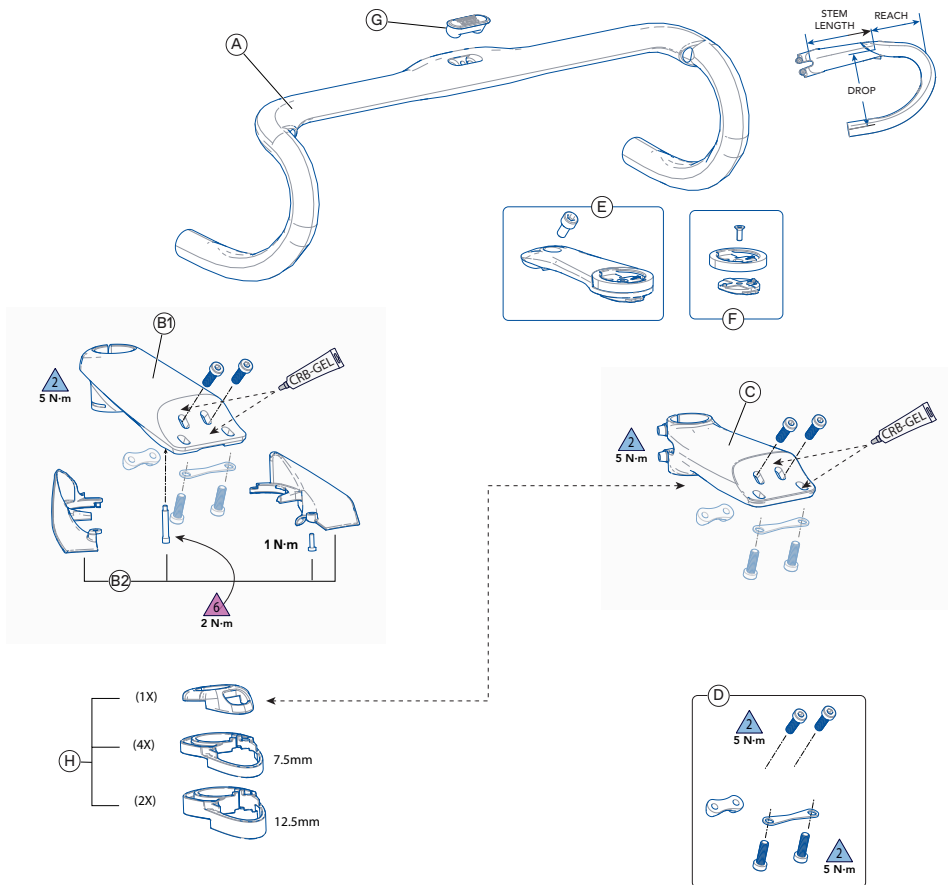 G
A
STEM
LENGTH
REACH
DROP
E
F
B1
2
5 N·m
CRB-GEL
C
2
5 N·m
CRB-GEL
1 N·m
B2
6
2 N·m
D
2
5 N·m
2
5 N·m
H
(1X)
(4X)
7.5mm
(2X)
12.5mm